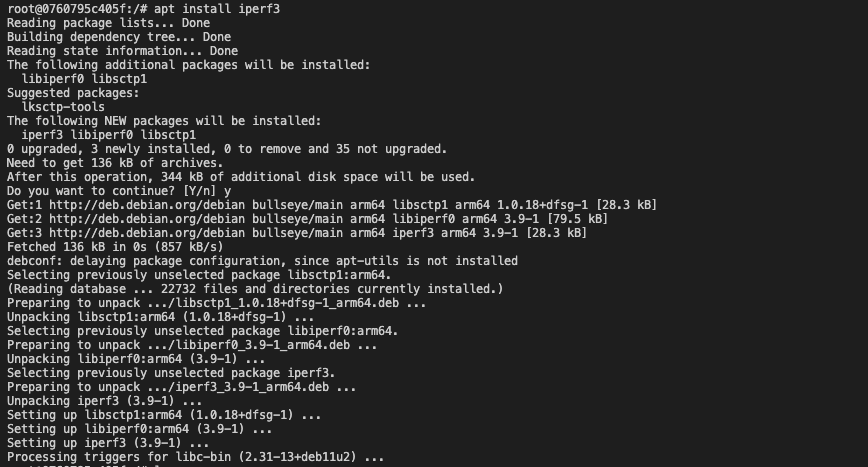 root@0760795c405f:/# apt install iperf3
Reading package lists... Done
Building dependency tree... Done
Reading state information... Done
The following additional packages will be installed:
  libiperf0 libsctp1
Suggested packages:
  lksctp-tools
The following NEW packages will be installed:
  iperf3 libiperf0 libsctp1
0 upgraded, 3 newly installed, 0 to remove and 35 not upgraded.
Need to get 136 kB of archives.
After this operation, 344 kB of additional disk space will be used.
Do you want to continue? [Y/n] y
Get:1 http://deb.debian.org/debian bullseye/main arm64 libsctp1 arm64 1.0.18+dfsg-1 [28.3 kB]
Get:2 http://deb.debian.org/debian bullseye/main arm64 libiperf0 arm64 3.9-1 [79.5 kB]
Get:3 http://deb.debian.org/debian bullseye/main arm64 iperf3 arm64 3.9-1 [28.3 kB]
Fetched 136 kB in 0s (857 kB/s)
debconf: delaying package configuration, since apt-utils is not installed
Selecting previously unselected package libsctp1:arm64.
(Reading database ... 22732 files and directories currently installed.)
Preparing to unpack .../libsctp1_1.0.18+dfsg-1_arm64.deb ...
Unpacking libsctp1:arm64 (1.0.18+dfsg-1) ...
Selecting previously unselected package libiperf0:arm64.
Preparing to unpack .../libiperf0_3.9-1_arm64.deb ...
Unpacking libiperf0:arm64 (3.9-1) ...
Selecting previously unselected package iperf3.
Preparing to unpack .../iperf3_3.9-1_arm64.deb ...
Unpacking iperf3 (3.9-1) ...
Setting up libsctp1:arm64 (1.0.18+dfsg-1) ...
Setting up libiperf0:arm64 (3.9-1) ...
Setting up iperf3 (3.9-1) ...
Processing triggers for libc-bin (2.31-13+deb11u2) ...